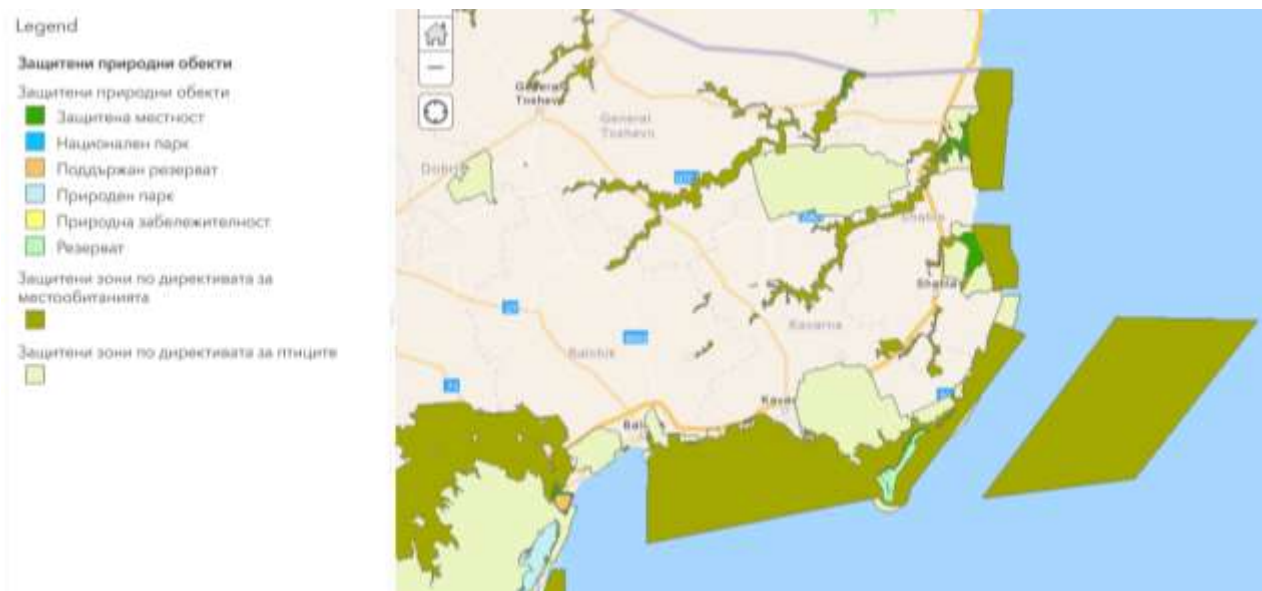 Legend
Защитени природни обекти
Защитени природни обекти
Защитена местност
Национален парк
Поддържан резерват
Природен парк
Природна забележителност
Резерват
Защитени зони по директивата за
местообитанията
Защитени зони по директивата за птиците
General
Toshevo
General
Toshevo
Shabla
Kavarna
Balchik